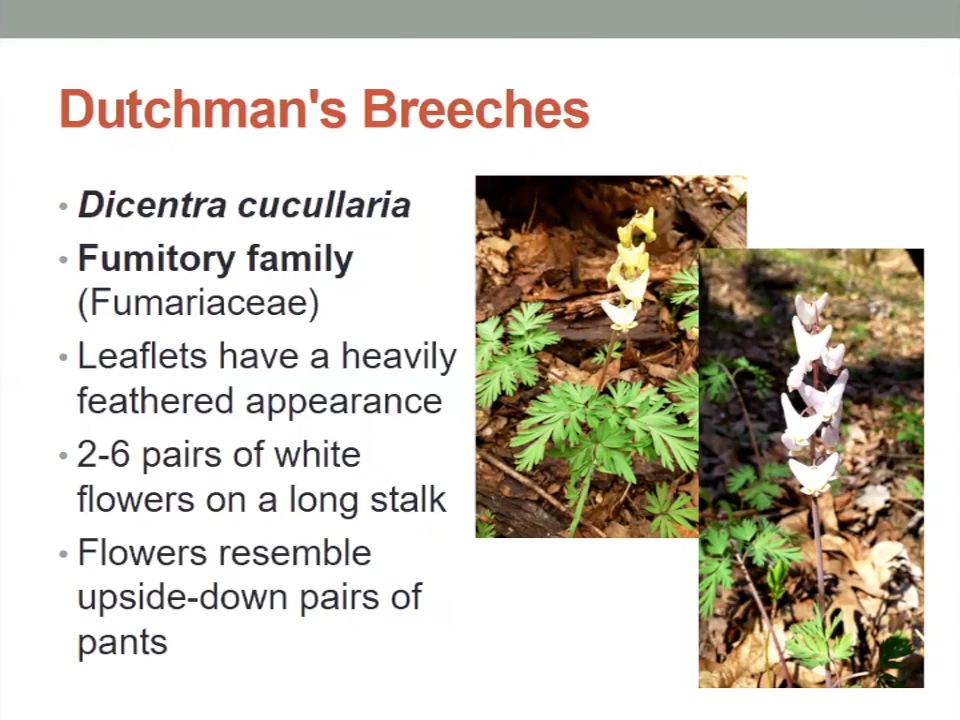 Dutchman's Breeches
• Dicentra cucullaria
• Fumitory family
(Fumariaceae)
• Leaflets have a heavily
feathered appearance
• 2-6 pairs of white
flowers on a long stalk
• Flowers resemble
upside-down pairs of
pants